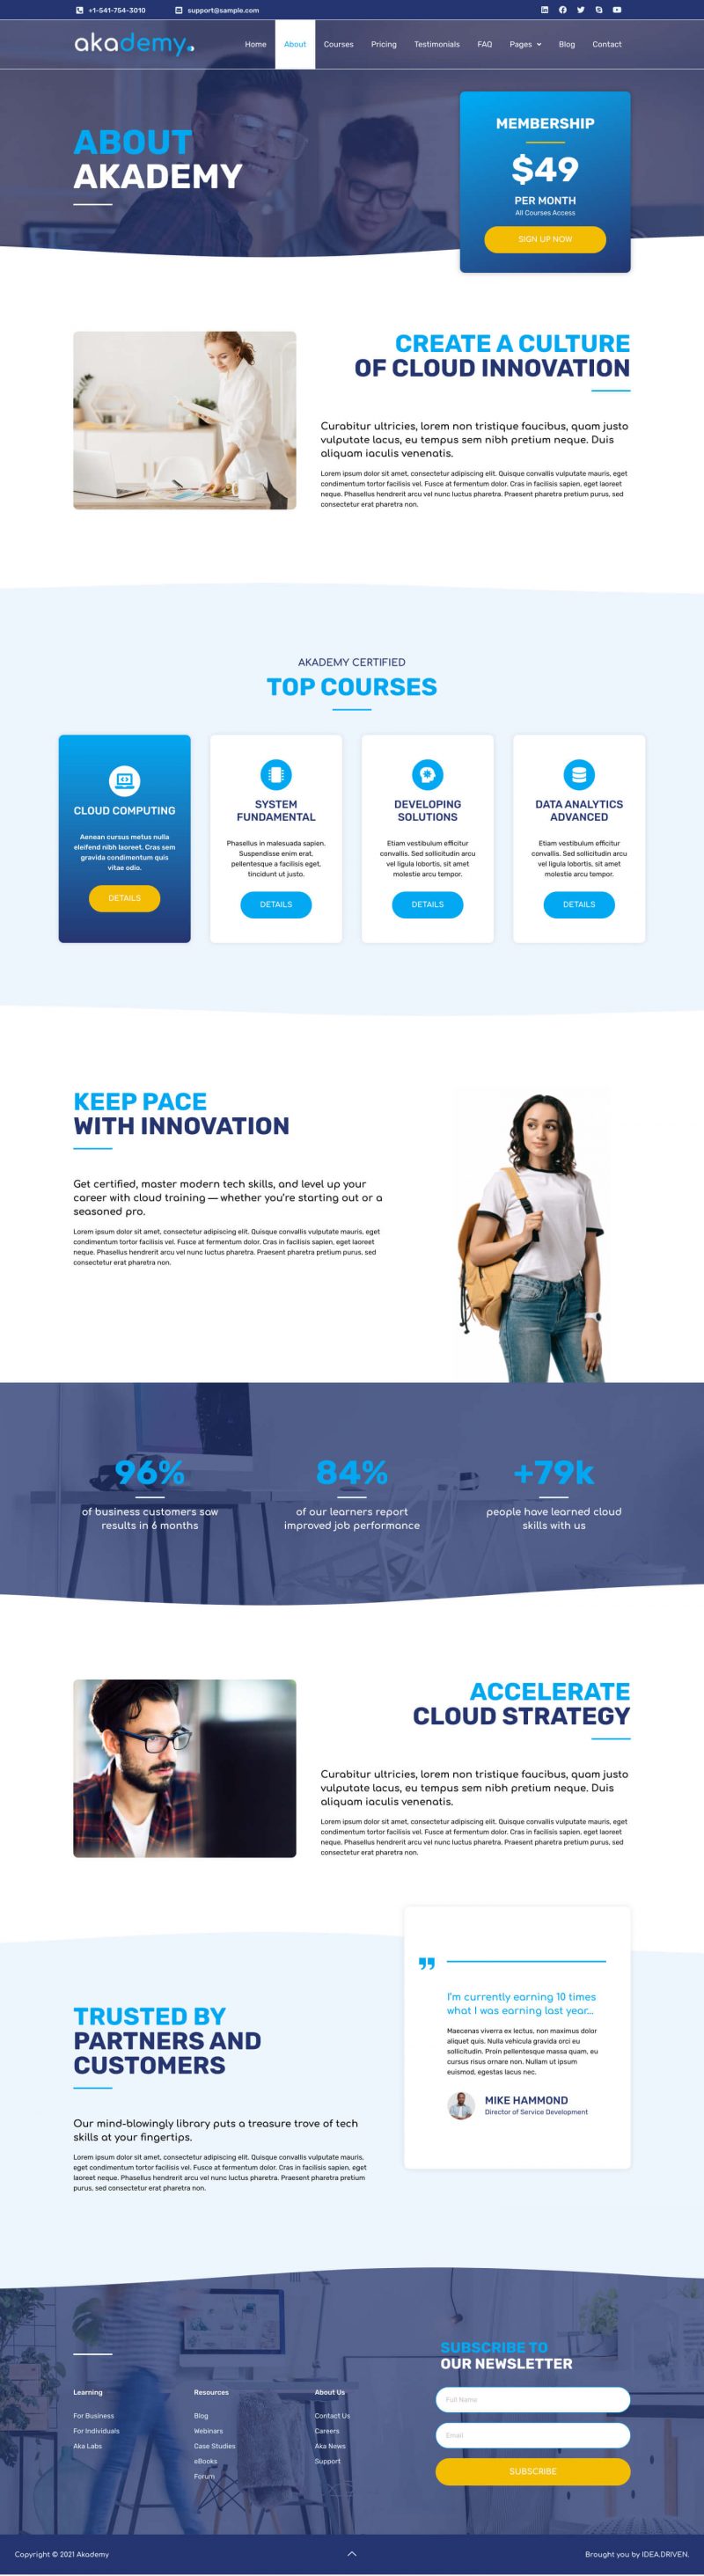 +1-541-754-3010 support@sample.com
akademy.
Home About Courses Pricing Testimonials FAQ Pages Blog Contact
ABOUT
AKADEMY
MEMBERSHIP
$49
PER MONTH
All Courses Access
SIGN UP NOW
CREATE A CULTURE
OF CLOUD INNOVATION
Curabitur ultricies, lorem non tristique faucibus, quam justo
vulputate lacus, eu tempus sem nibh pretium neque. Duis
aliquam iaculis venenatis.
Lorem ipsum dolor sit amet, consectetur adipiscing elit. Quisque convallis vulputate mauris, eget
condimentum tortor facilisis vel. Fusce at fermentum dolor. Cras in facilisis sapien, eget laoreet
neque. Phasellus hendrerit arcu vel nunc luctus pharetra. Praesent pharetra pretium purus, sed
consectetur erat pharetra non.
AKADEMY CERTIFIED
TOP COURSES
CLOUD COMPUTING
Aenean cursus metus nulla
eleifend nibh laoreet. Cras sem
gravida condimentum quis
vitae odio.
DETAILS
SYSTEM
FUNDAMENTAL
Phasellus in malesuada sapien.
Suspendisse enim erat,
pellentesque a facilisis eget,
tincidunt ut justo.
DETAILS
DEVELOPING
SOLUTIONS
Etiam vestibulum efficitur
convallis. Sed sollicitudin arcu
vel ligula lobortis, sit amet
molestie arcu tempor.
DETAILS
DATA ANALYTICS
ADVANCED
Etiam vestibulum efficitur
convallis. Sed sollicitudin arcu
vel ligula lobortis, sit amet
molestie arcu tempor.
DETAILS
KEEP PACE
WITH INNOVATION
Get certified, master modern tech skills, and level up your
career with cloud training — whether you're starting out or a
seasoned pro.
Lorem ipsum dolor sit amet, consectetur adipiscing elit. Quisque convallis vulputate mauris, eget
condimentum tortor facilisis vel. Fusce at fermentum dolor. Cras in facilisis sapien, eget laoreet
neque. Phasellus hendrerit arcu vel nunc luctus pharetra. Praesent pharetra pretium purus, sed
consectetur erat pharetra non.
96%
of business customers saw
results in 6 months
84%
of our learners report
improved job performance
+79k
people have learned cloud
skills with us
ACCELERATE
CLOUD STRATEGY
Curabitur ultricies, lorem non tristique faucibus, quam justo
vulputate lacus, eu tempus sem nibh pretium neque. Duis
aliquam iaculis venenatis.
Lorem ipsum dolor sit amet, consectetur adipiscing elit. Quisque convallis vulputate mauris, eget
condimentum tortor facilisis vel. Fusce at fermentum dolor. Cras in facilisis sapien, eget laoreet
neque. Phasellus hendrerit arcu vel nunc luctus pharetra. Praesent pharetra pretium purus, sed
consectetur erat pharetra non.
TRUSTED BY
PARTNERS AND
CUSTOMERS
Our mind-blowingly library puts a treasure trove of tech
skills at your fingertips.
Lorem ipsum dolor sit amet, consectetur adipiscing elit. Quisque convallis vulputate mauris,
eget condimentum tortor facilisis vel. Fusce at fermentum dolor. Cras in facilisis sapien, eget
laoreet neque. Phasellus hendrerit arcu vel nunc luctus pharetra. Praesent pharetra pretium
purus, sed consectetur erat pharetra non.
I'm currently earning 10 times
what I was earning last year...
Maecenas viverra ex lectus, non maximus dolor
aliquet quis. Nulla vehicula gravida orci eu
sollicitudin. Proin pellentesque massa quam, eu
cursus risus ornare non. Nullam ut ipsum
euismod, egestas lacus nec.
MIKE HAMMOND
Director of Service Development
Learning
For Business
For Individuals
Aka Labs
Resources
Blog
Webinars
Case Studies
eBooks
Forum
About Us
Contact Us
Careers
Aka News
Support
SUBSCRIBE TO
OUR NEWSLETTER
Full Name
Email
SUBSCRIBE
Copyright © 2021 Akademy
Brought you by IDEA.DRIVEN.